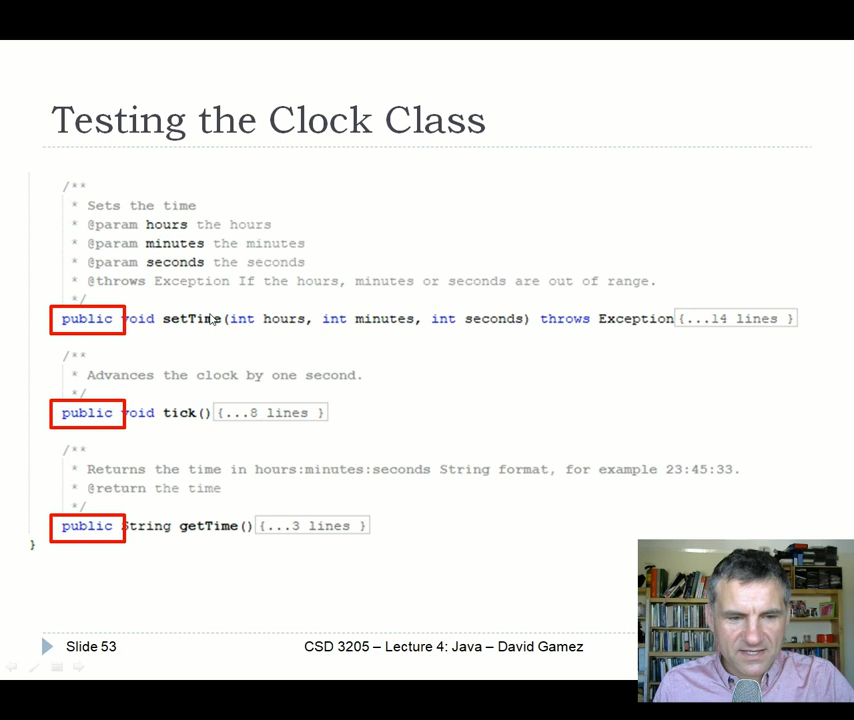 Testing the Clock Class
/**
* Sets the time
* @param hours the hours
* @param minutes the minutes
* @param seconds the seconds
* @throws Exception If the hours, minutes or seconds are out of range.
*/
public void setTime(int hours, int minutes, int seconds) throws Exception{...14 lines }
/**
* Advances the clock by one second.
*/
public void tick(){...8 lines }
/**
* Returns the time in hours:minutes:seconds String format, for example 23:45:33.
* @return the time
*/
public String getTime(){...3 lines }
}
Slide 53
CSD 3205 – Lecture 4: Java – David Gamez